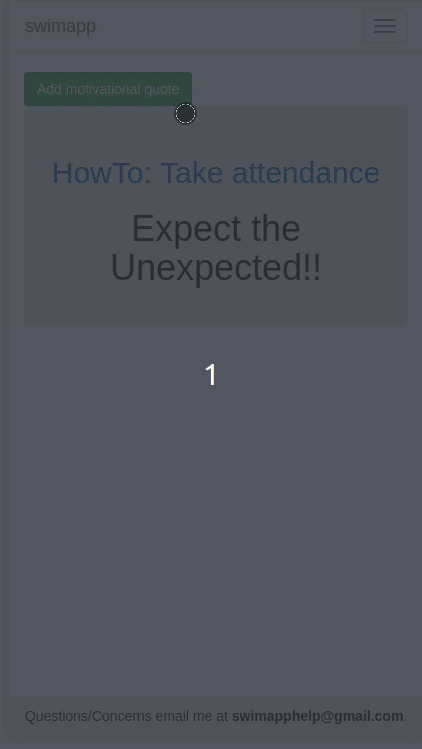 swimapp
Add motivational quote
HowTo: Take attendance
Expect the
Unexpected!!
1
Questions/Concerns email me at swimapphelp@gmail.com.